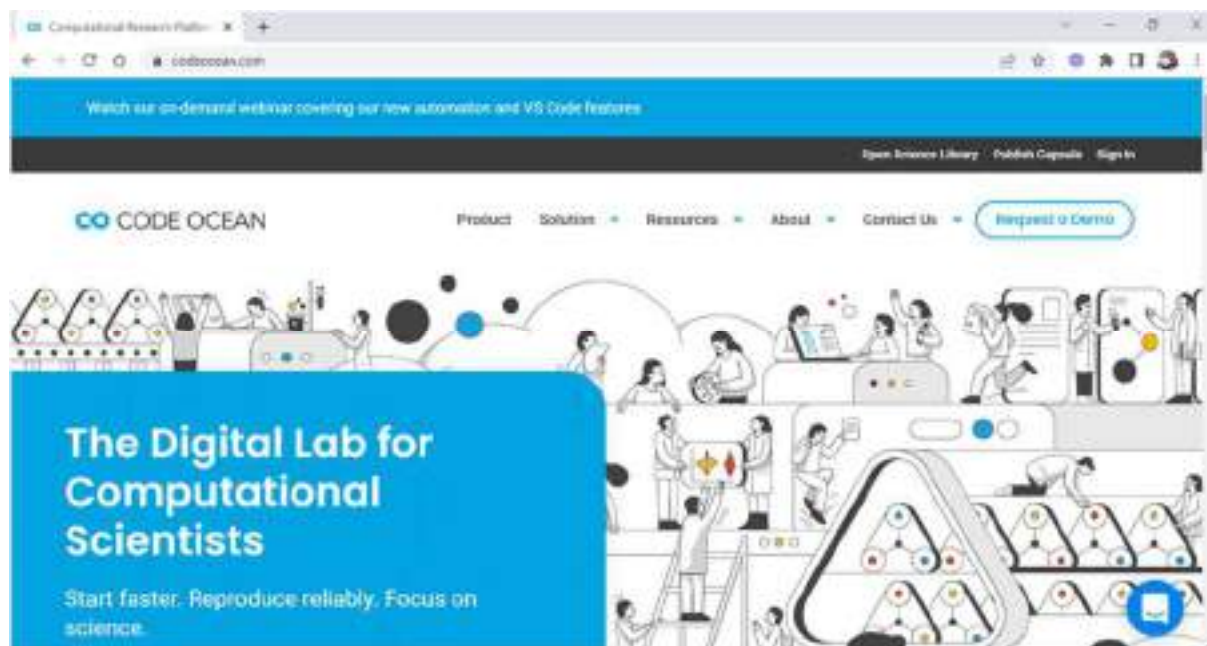 Computational Research Platfor
codeocean.com
Watch our on-demand webinar covering our new automation and VS Code features
Open Science Library Publish Capsule Sign In
CO CODE OCEAN
Product Solution Resources About Contact Us Request a Demo
The Digital Lab for
Computational
Scientists
Start faster. Reproduce reliably. Focus on
science.